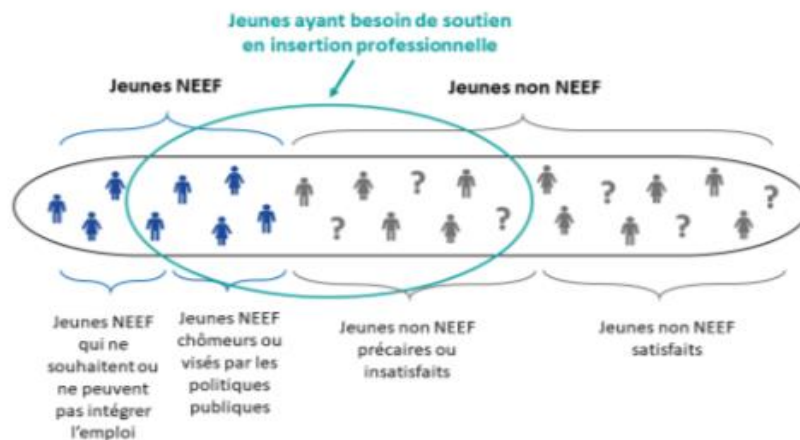 Jeunes ayant besoin de soutien
en insertion professionnelle
Jeunes NEEF
Jeunes non NEEF
?
?
?
?
?
?
Jeunes NEEF
qui ne
souhaitent ou
ne peuvent
pas intégrer
l'emploi
Jeunes NEEF
chômeurs ou
visés par les
politiques
publiques
Jeunes non NEEF
précaires ou
insatisfaits
Jeunes non NEEF
satisfaits